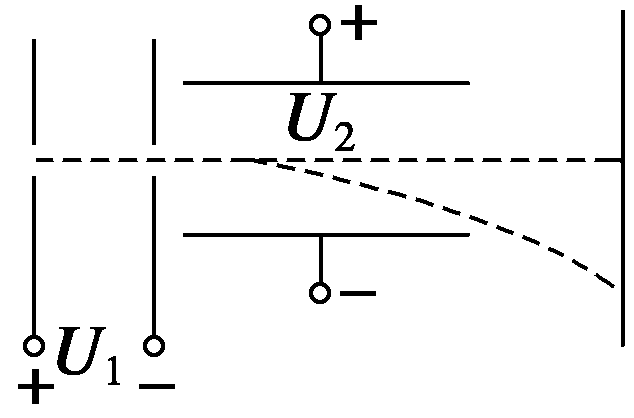 +
U₂
−
U₁
+ −